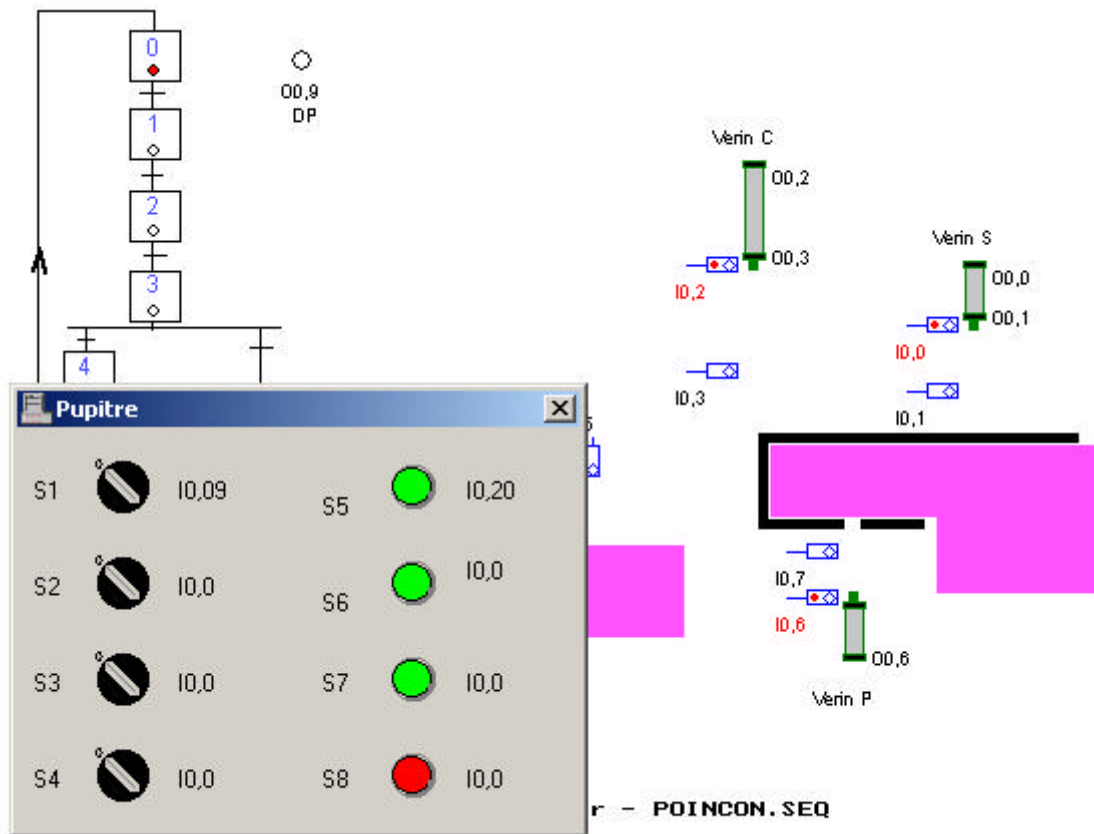 0
O0,9
DP
1
2
3
4
Verin C
O0,2
O0,3
I0,2
I0,3
Verin S
O0,0
O0,1
I0,0
I0,1
Pupitre
S1 I0,09 S5 I0,20
S2 I0,0 S6 I0,0
S3 I0,0 S7 I0,0
S4 I0,0 S8 I0,0
I0,7
I0,6
O0,6
Verin P
r - POINCON.SEQ